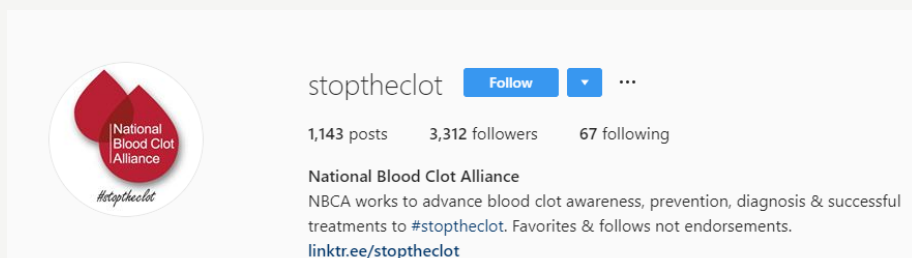 National
Blood Clot
Alliance
#stoptheclot
stoptheclot Follow ...
1,143 posts 3,312 followers 67 following
National Blood Clot Alliance
NBCA works to advance blood clot awareness, prevention, diagnosis & successful
treatments to #stoptheclot. Favorites & follows not endorsements.
linktr.ee/stoptheclot